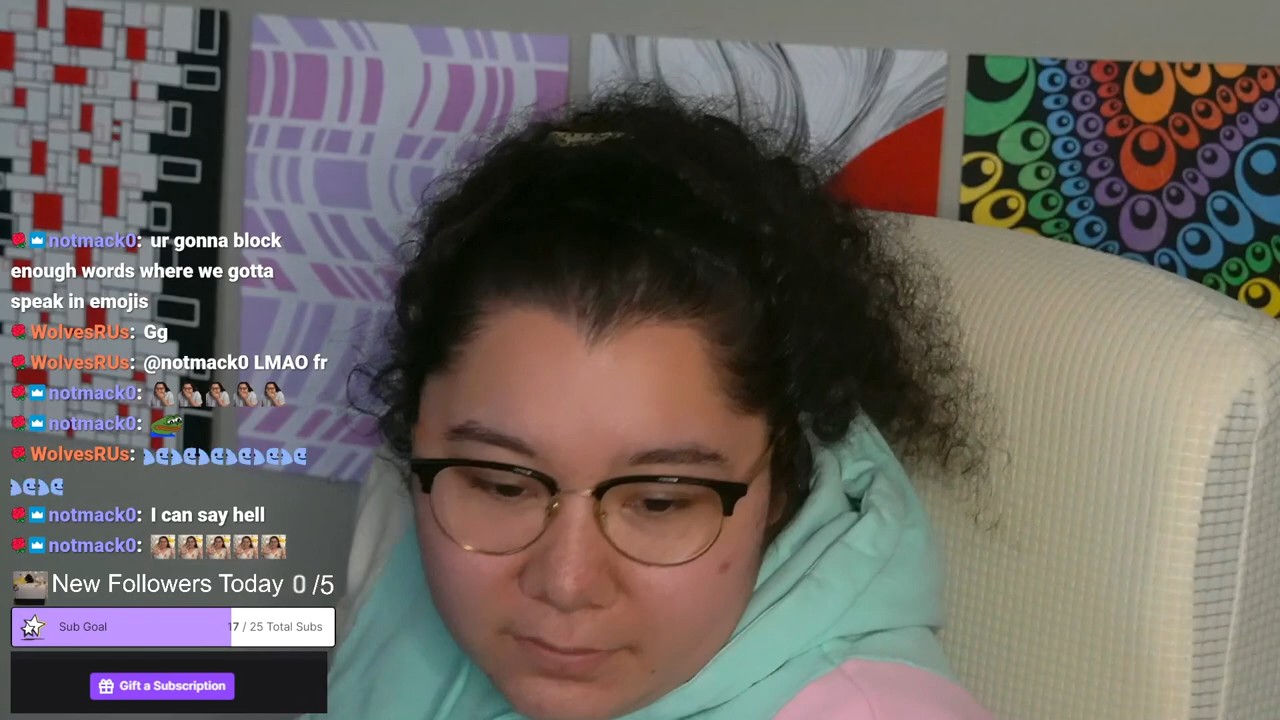 notmack0: ur gonna block
enough words where we gotta
speak in emojis
WolvesRUs: Gg
WolvesRUs: @notmack0 LMAO fr
notmack0:
notmack0:
WolvesRUs:
notmack0: I can say hell
notmack0:
New Followers Today 0 /5
Sub Goal 17 / 25 Total Subs
Gift a Subscription